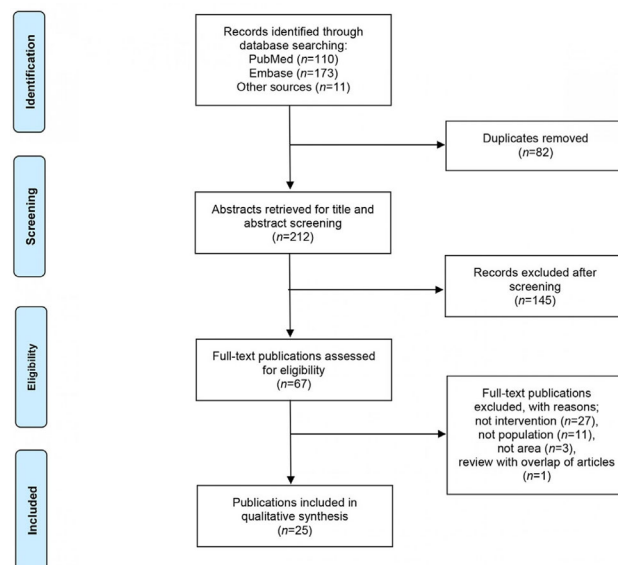 Identification
Records identified through
database searching:
PubMed (n=110)
Embase (n=173)
Other sources (n=11)
Duplicates removed
(n=82)
Screening
Abstracts retrieved for title and
abstract screening
(n=212)
Records excluded after
screening
(n=145)
Eligibility
Full-text publications assessed
for eligibility
(n=67)
Full-text publications
excluded, with reasons;
not intervention (n=27),
not population (n=11),
not area (n=3),
review with overlap of articles
(n=1)
Included
Publications included in
qualitative synthesis
(n=25)